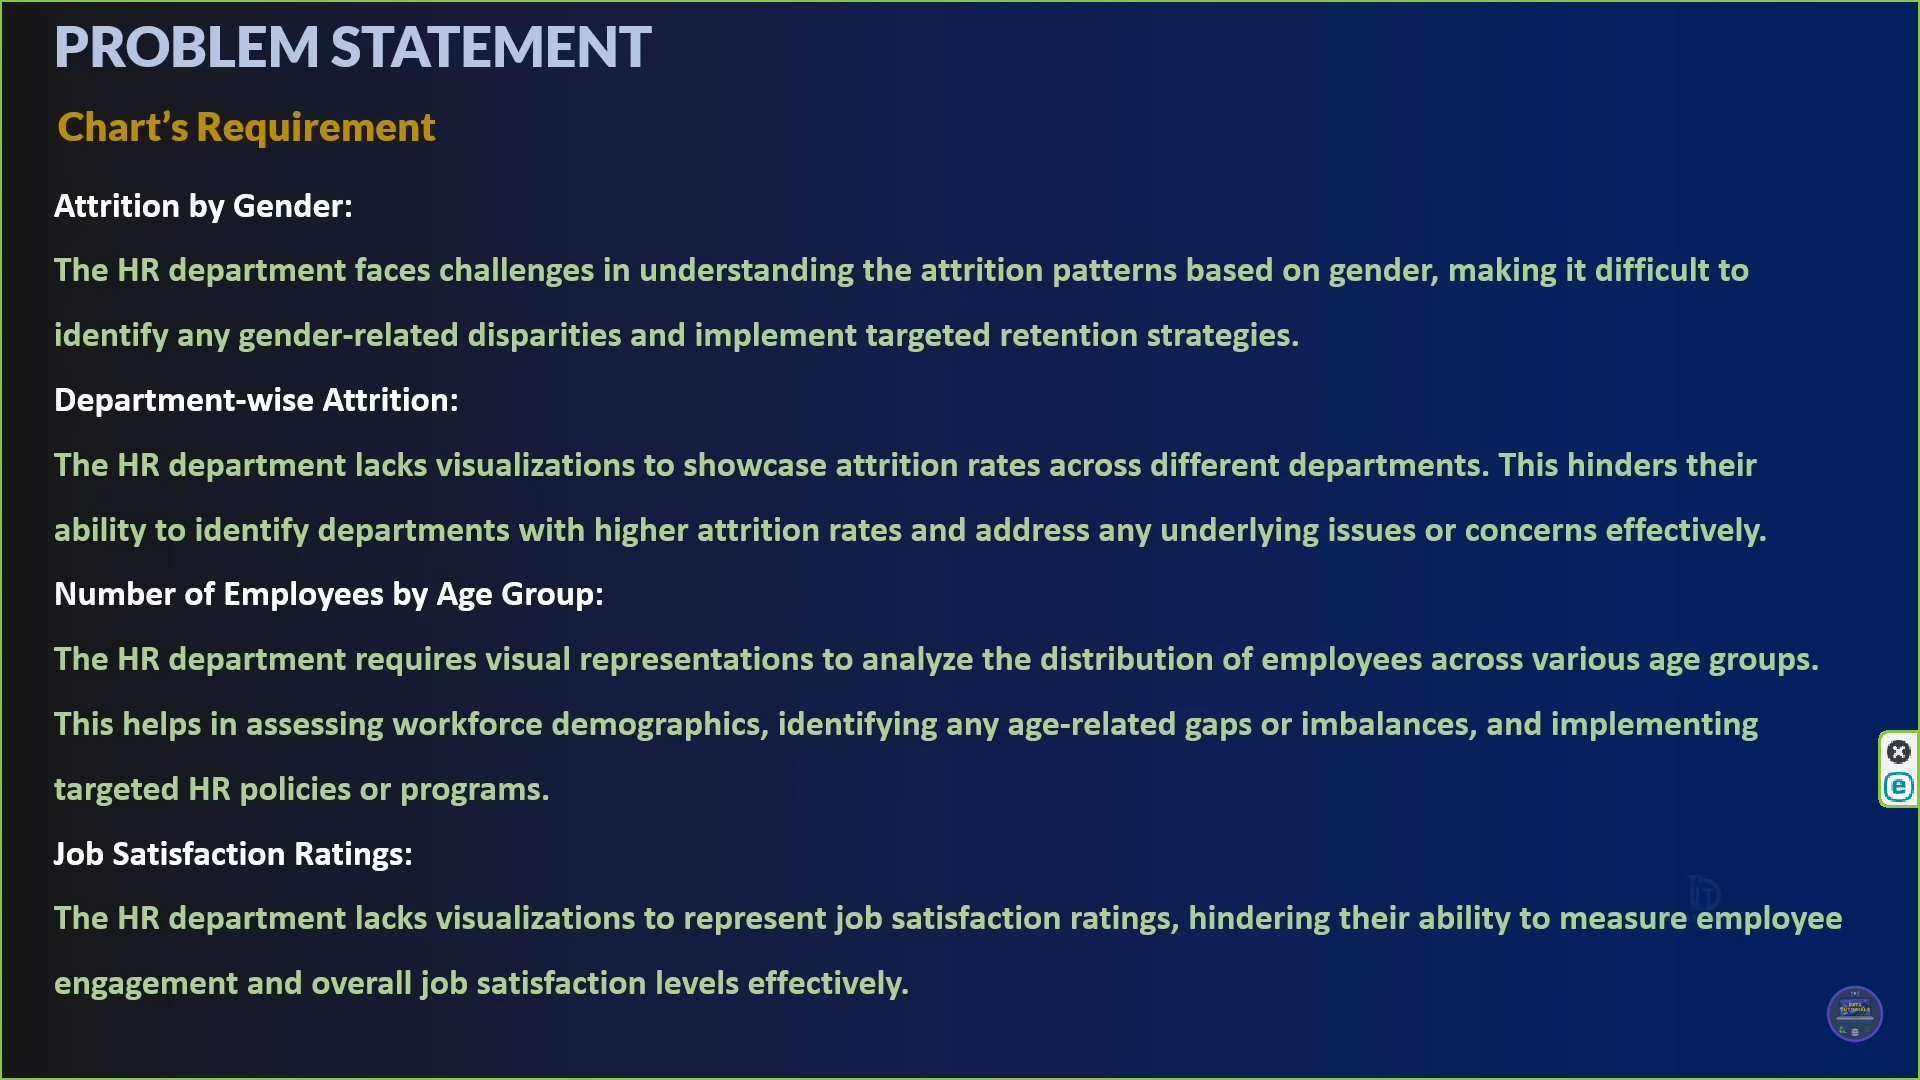 PROBLEM STATEMENT
Chart’s Requirement
Attrition by Gender:
The HR department faces challenges in understanding the attrition patterns based on gender, making it difficult to
identify any gender-related disparities and implement targeted retention strategies.
Department-wise Attrition:
The HR department lacks visualizations to showcase attrition rates across different departments. This hinders their
ability to identify departments with higher attrition rates and address any underlying issues or concerns effectively.
Number of Employees by Age Group:
The HR department requires visual representations to analyze the distribution of employees across various age groups.
This helps in assessing workforce demographics, identifying any age-related gaps or imbalances, and implementing
targeted HR policies or programs.
Job Satisfaction Ratings:
The HR department lacks visualizations to represent job satisfaction ratings, hindering their ability to measure employee
engagement and overall job satisfaction levels effectively.
e
TUTORIALS